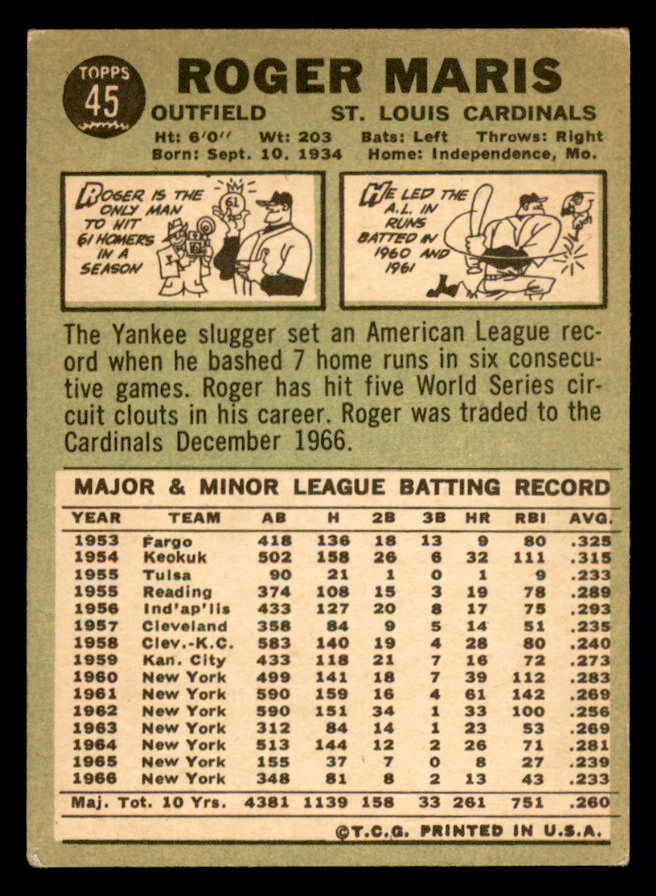 TOPPS
45
ROGER MARIS
OUTFIELD ST. LOUIS CARDINALS
Ht: 6'0" Wt: 203 Bats: Left Throws: Right
Born: Sept. 10, 1934 Home: Independence, Mo.
ROGER IS THE
ONLY MAN
TO HIT
61 HOMERS
IN A
SEASON
61
HE LED THE
A.L. IN
RUNS
BATTED IN
1960 AND
1961
The Yankee slugger set an American League rec-
ord when he bashed 7 home runs in six consecu-
tive games. Roger has hit five World Series cir-
cuit clouts in his career. Roger was traded to the
Cardinals December 1966.
MAJOR & MINOR LEAGUE BATTING RECORD
YEAR TEAM AB H 2B 3B HR RBI AVG.
1953 Fargo 418 136 18 13 9 80 .325
1954 Keokuk 502 158 26 6 32 111 .315
1955 Tulsa 90 21 1 0 1 9 .233
1955 Reading 374 108 15 3 19 78 .289
1956 Ind'ap'lis 433 127 20 8 17 75 .293
1957 Cleveland 358 84 9 5 14 51 .235
1958 Clev.-K.C. 583 140 19 4 28 80 .240
1959 Kan. City 433 118 21 7 16 72 .273
1960 New York 499 141 18 7 39 112 .283
1961 New York 590 159 16 4 61 142 .269
1962 New York 590 151 34 1 33 100 .256
1963 New York 312 84 14 1 23 53 .269
1964 New York 513 144 12 2 26 71 .281
1965 New York 155 37 7 0 8 27 .239
1966 New York 348 81 8 2 13 43 .233
Maj. Tot. 10 Yrs. 4381 1139 158 33 261 751 .260
©T.C.G. PRINTED IN U.S.A.